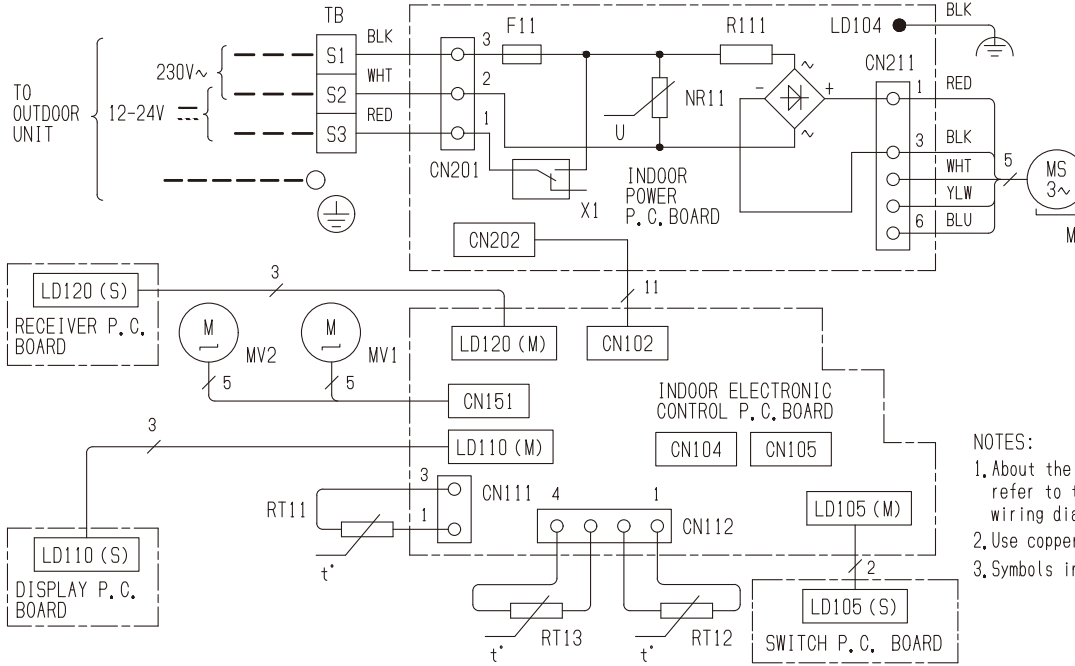 TB
BLK
F11
R111
LD104
BLK
S1
3
CN211
230V~
WHT
~
TO
OUTDOOR
UNIT
S2
2
NR11
-
+
1
RED
12-24V
RED
1
U
~
S3
3
BLK
CN201
WHT
5
MS
3~
INDOOR
POWER
P.C.BOARD
YLW
X1
6
BLU
M
CN202
3
11
LD120(S)
RECEIVER P.C.
BOARD
M
MV2
M
MV1
LD120(M)
CN102
5
5
CN151
INDOOR ELECTRONIC
CONTROL P.C.BOARD
3
LD110(M)
CN104
CN105
NOTES:
1.About the
refer to t
wiring dia
2.Use copper
3.Symbols in
3
CN111
4
1
RT11
1
CN112
LD105(M)
t°
LD110(S)
DISPLAY P.C.
BOARD
2
RT13
RT12
t°
t°
LD105(S)
SWITCH P.C. BOARD